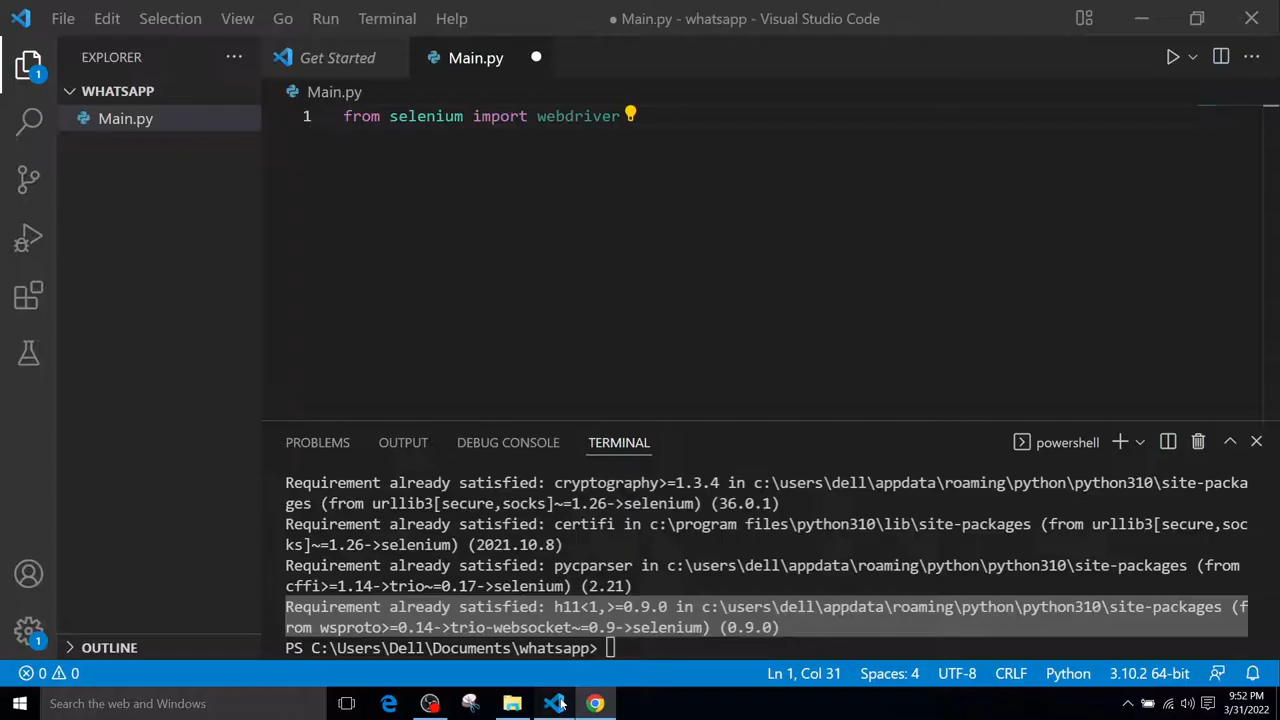 File Edit Selection View Go Run Terminal Help ● Main.py - whatsapp - Visual Studio Code
EXPLORER ···
Get Started
Main.py
WHATSAPP
Main.py
Main.py
1 from selenium import webdriver
PROBLEMS OUTPUT DEBUG CONSOLE TERMINAL
powershell
Requirement already satisfied: cryptography>=1.3.4 in c:\users\dell\appdata\roaming\python\python310\site-packa
ges (from urllib3[secure,socks]~=1.26->selenium) (36.0.1)
Requirement already satisfied: certifi in c:\program files\python310\lib\site-packages (from urllib3[secure,soc
ks]~=1.26->selenium) (2021.10.8)
Requirement already satisfied: pycparser in c:\users\dell\appdata\roaming\python\python310\site-packages (from
cffi>=1.14->trio~=0.17->selenium) (2.21)
Requirement already satisfied: h11<1,>=0.9.0 in c:\users\dell\appdata\roaming\python\python310\site-packages (f
rom wsproto>=0.14->trio-websocket~=0.9->selenium) (0.9.0)
PS C:\Users\Dell\Documents\whatsapp>
OUTLINE
1
1
0 0
Ln 1, Col 31 Spaces: 4 UTF-8 CRLF Python 3.10.2 64-bit
Search the web and Windows
9:52 PM
3/31/2022